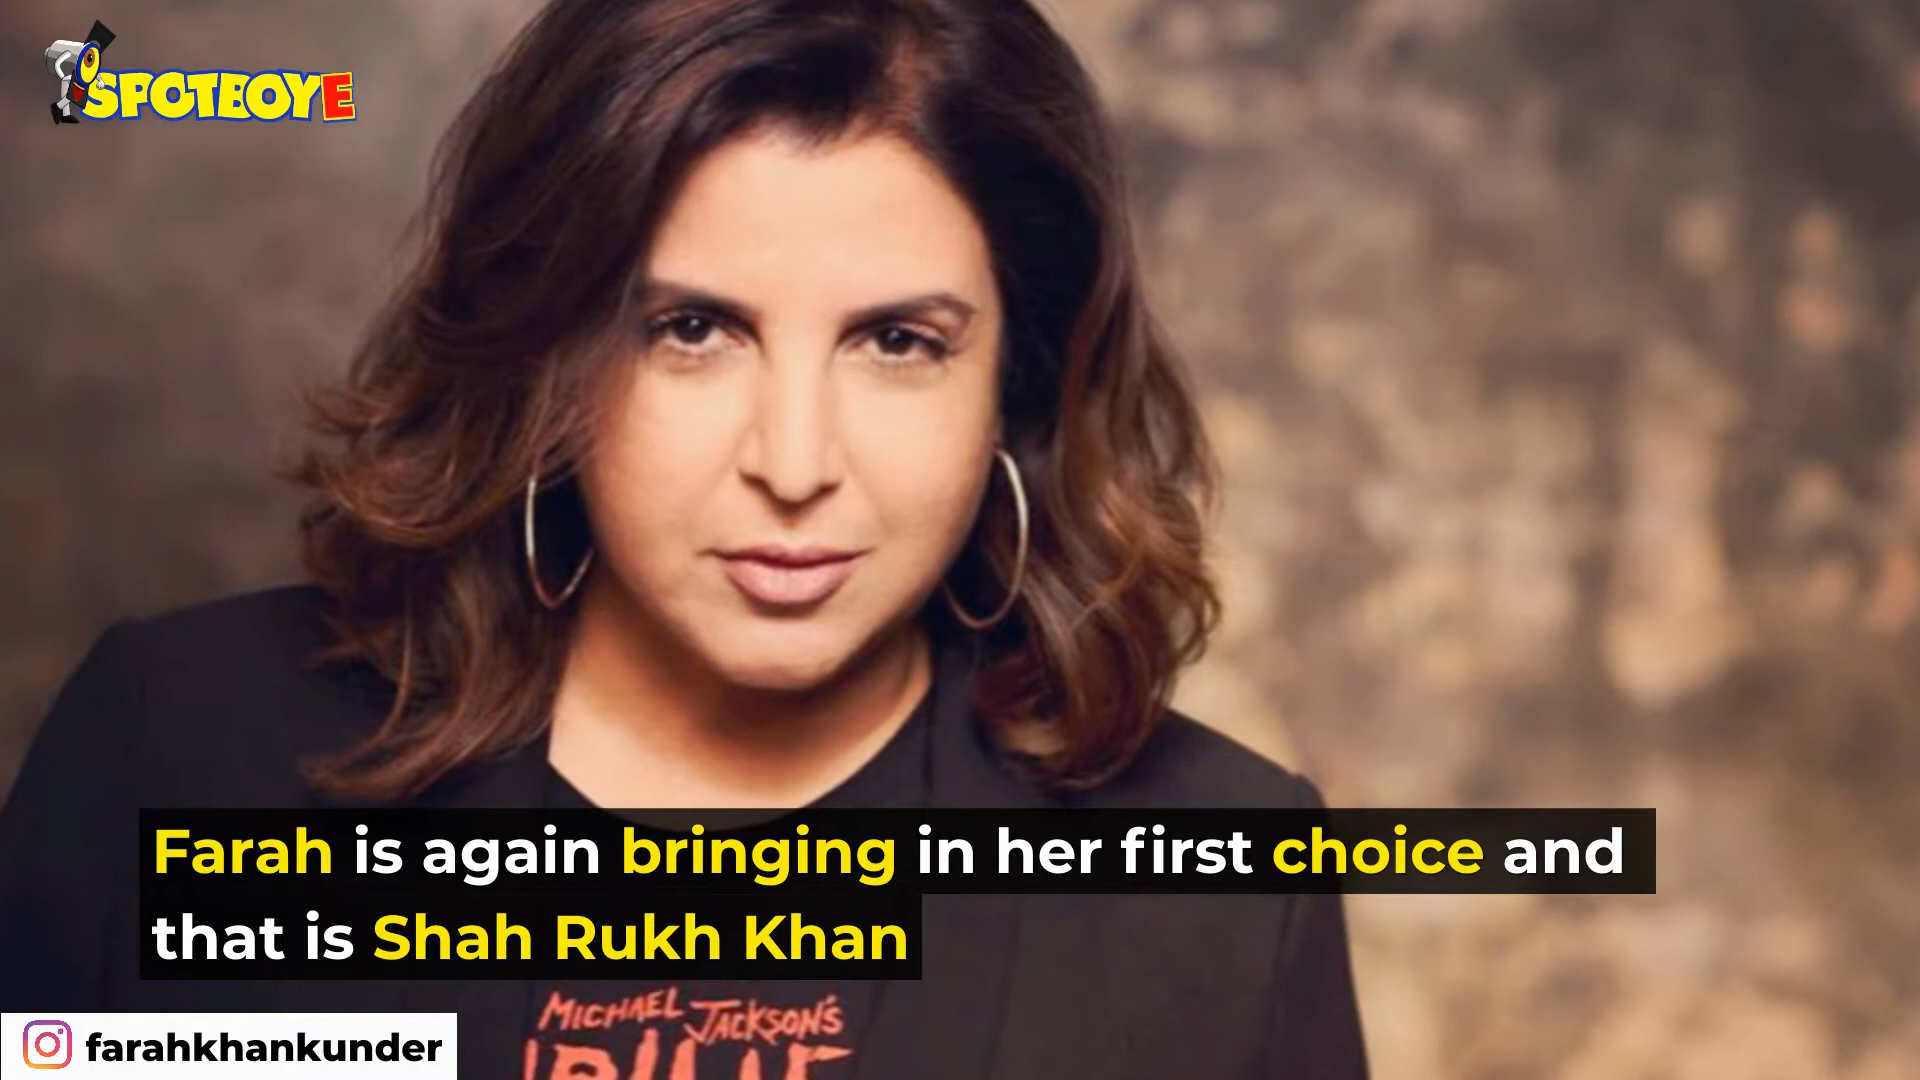 SPOTBOYE
Farah is again bringing in her first choice and
that is Shah Rukh Khan
MICHAEL JACKSON'S
farahkhankunder